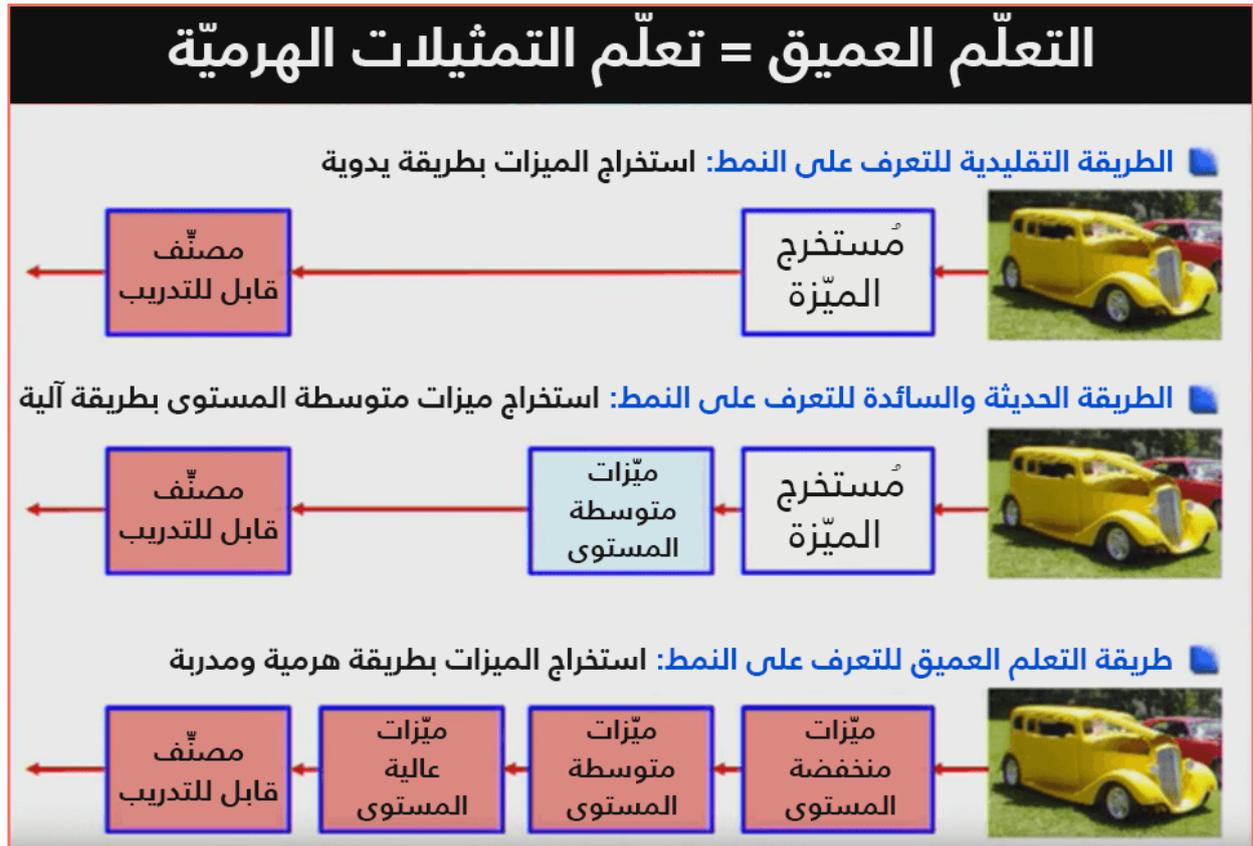 التعلّم العميق = تعلّم التمثيلات الهرميّة
الطريقة التقليدية للتعرف على النمط: استخراج الميزات بطريقة يدوية
مُستخرج
الميّزة
مصنّف
قابل للتدريب
الطريقة الحديثة والسائدة للتعرف على النمط: استخراج ميزات متوسطة المستوى بطريقة آلية
مُستخرج
الميّزة
ميّزات
متوسطة
المستوى
مصنّف
قابل للتدريب
طريقة التعلم العميق للتعرف على النمط: استخراج الميزات بطريقة هرمية ومدربة
ميّزات
منخفضة
المستوى
ميّزات
متوسطة
المستوى
ميّزات
عالية
المستوى
مصنّف
قابل للتدريب